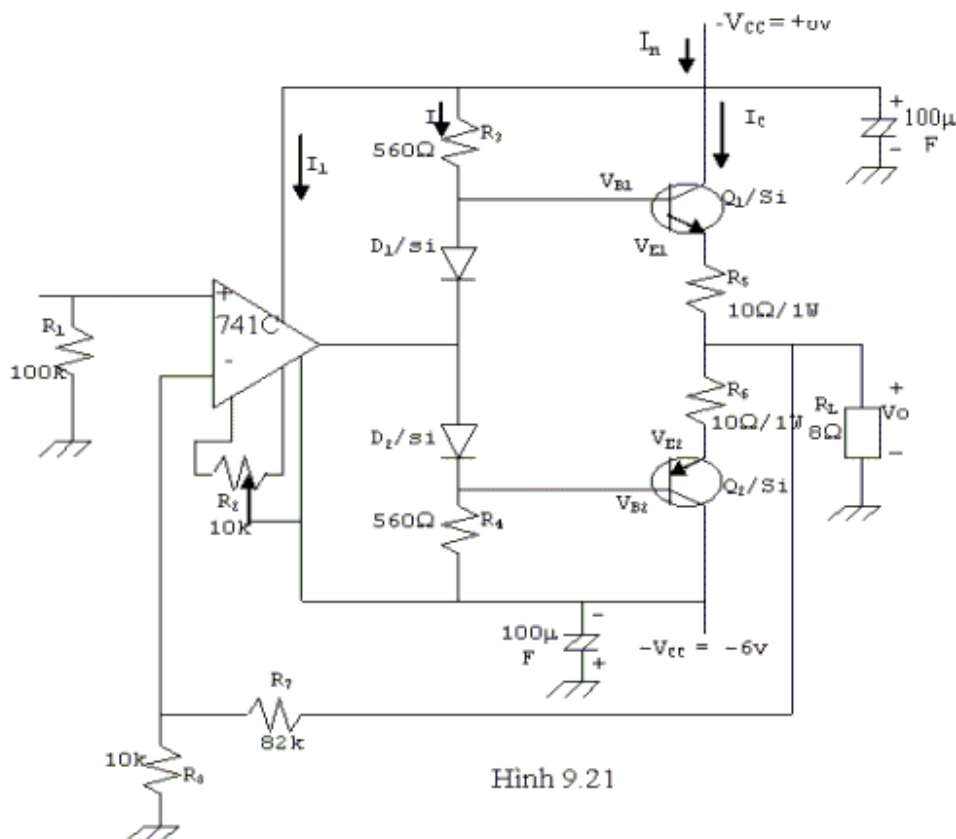 -VCC = +6v
In
I1
I
R3
560Ω
IC
+
100μ
F
-
VB1
Q1/Si
VE1
D1/si
R5
10Ω/1W
+
741C
-
R1
100k
R6
10Ω/1W
RL
8Ω
+
Vo
-
D2/si
VE2
VB2
Q2/Si
R2
10k
560Ω
R4
100μ
F
-
+
-VCC = -6v
R7
82k
10k
R8
Hình 9.21